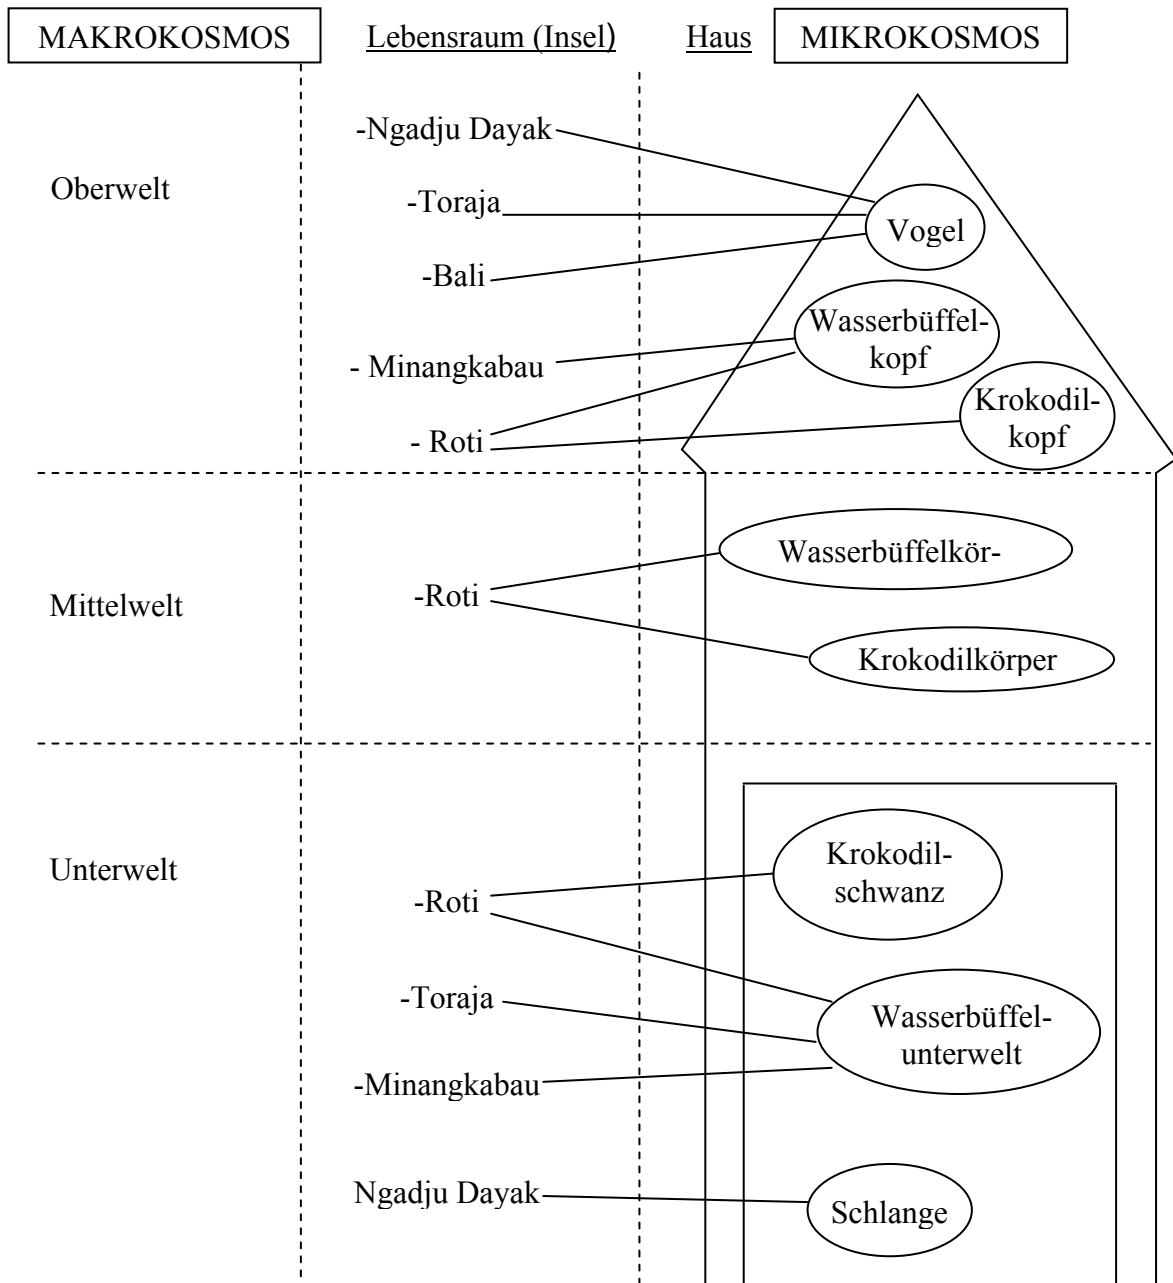 MAKROKOSMOS
Lebensraum (Insel)
Haus
MIKROKOSMOS
Oberwelt
-Ngadju Dayak
-Toraja
-Bali
- Minangkabau
- Roti
Vogel
Wasserbüffel-
kopf
Krokodil-
kopf
Mittelwelt
-Roti
Wasserbüffelkör-
Krokodilkörper
Unterwelt
-Roti
-Toraja
-Minangkabau
Ngadju Dayak
Krokodil-
schwanz
Wasserbüffel-
unterwelt
Schlange